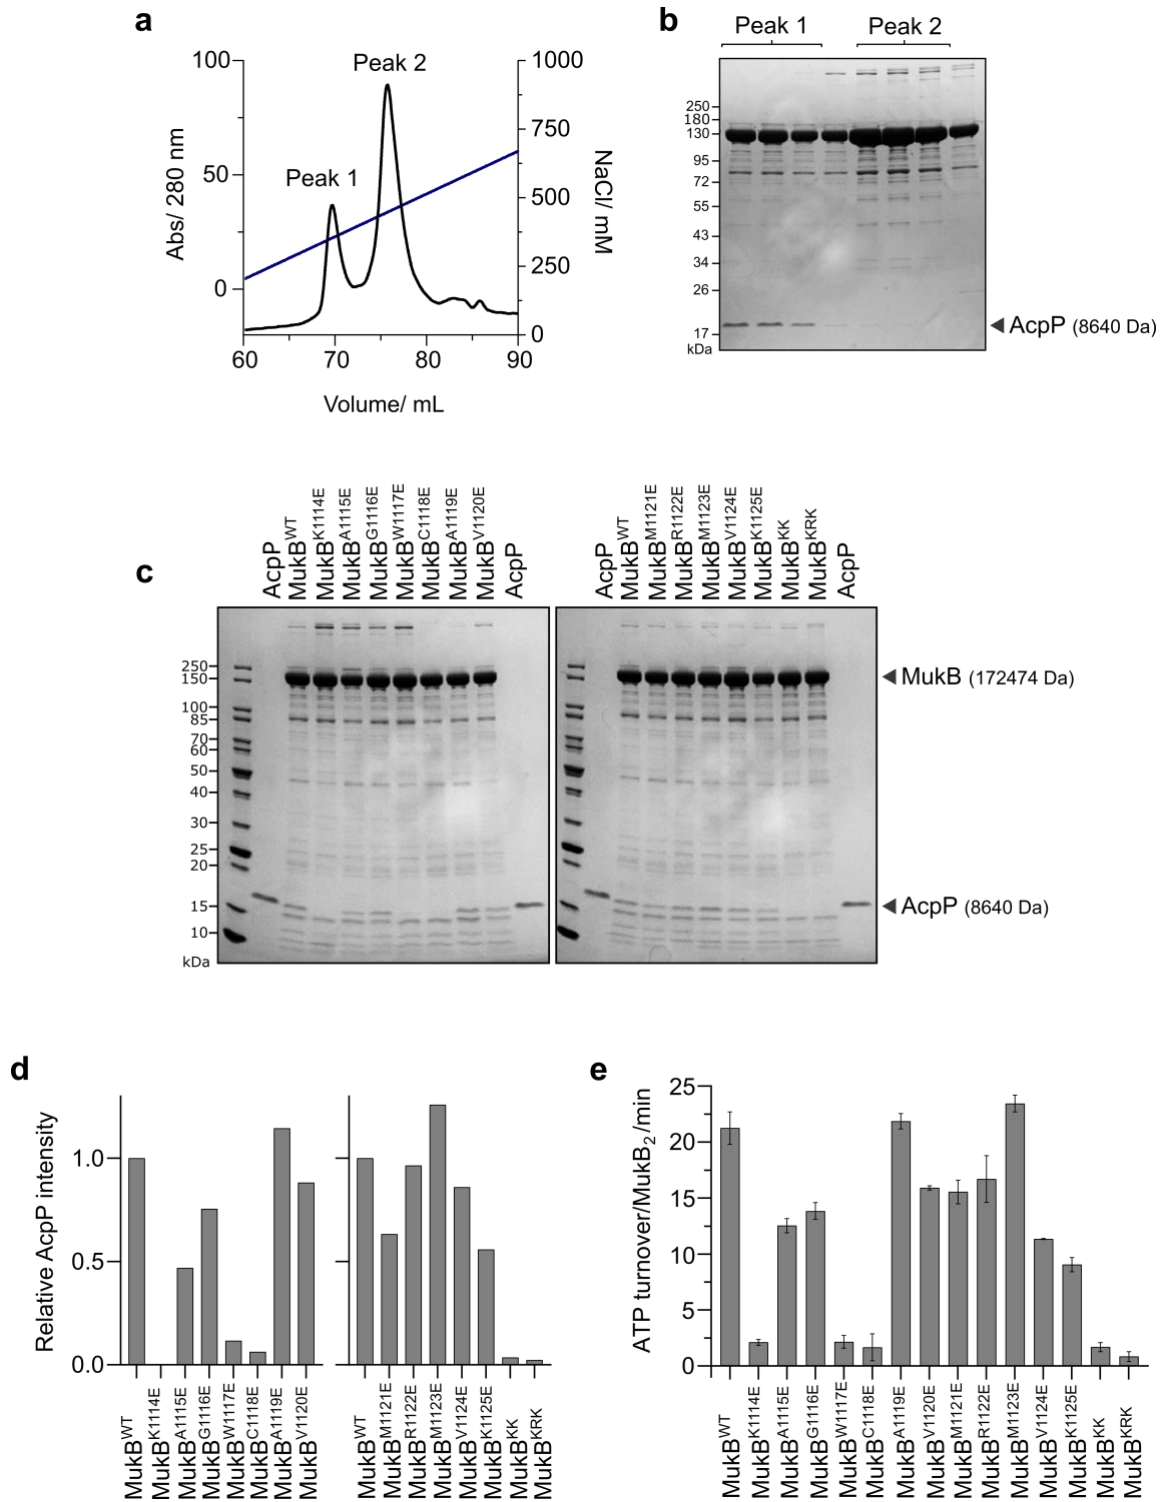 a
Peak 1
Peak 2
Abs/ 280 nm
100
50
0
NaCl/ mM
1000
750
500
250
0
60 70 80 90
Volume/ mL
b
Peak 1 Peak 2
250
180
130
95
72
55
43
34
26
17
kDa
AcpP (8640 Da)
c
AcpP
MukBWT
MukBK1114E
MukBA1115E
MukBG1116E
MukBW1117E
MukBC1118E
MukBA1119E
MukBV1120E
AcpP
AcpP
MukBWT
MukBM1121E
MukBR1122E
MukBM1123E
MukBV1124E
MukBK1125E
MukBKK
MukBKRK
AcpP
250
150
100
85
70
60
50
40
30
25
20
15
10
kDa
MukB (172474 Da)
AcpP (8640 Da)
d
Relative AcpP intensity
1.0
0.5
0.0
MukBWT
MukBK1114E
MukBA1115E
MukBG1116E
MukBW1117E
MukBC1118E
MukBA1119E
MukBV1120E
MukBWT
MukBM1121E
MukBR1122E
MukBM1123E
MukBV1124E
MukBK1125E
MukBKK
MukBKRK
e
ATP turnover/MukB2/min
25
20
15
10
5
0
MukBWT
MukBK1114E
MukBA1115E
MukBG1116E
MukBW1117E
MukBC1118E
MukBA1119E
MukBV1120E
MukBM1121E
MukBR1122E
MukBM1123E
MukBV1124E
MukBK1125E
MukBKK
MukBKRK